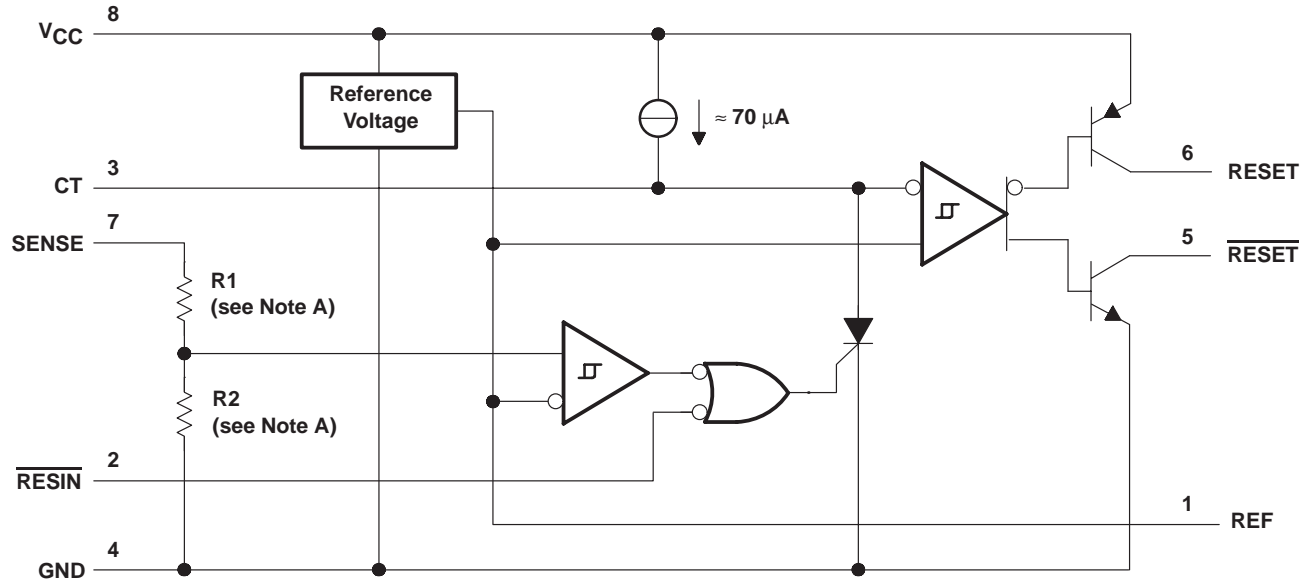 8
VCC
Reference
Voltage
≈ 70 μA
3
CT
6
RESET
7
SENSE
5
RESET
R1
(see Note A)
R2
(see Note A)
2
RESIN
1
REF
4
GND